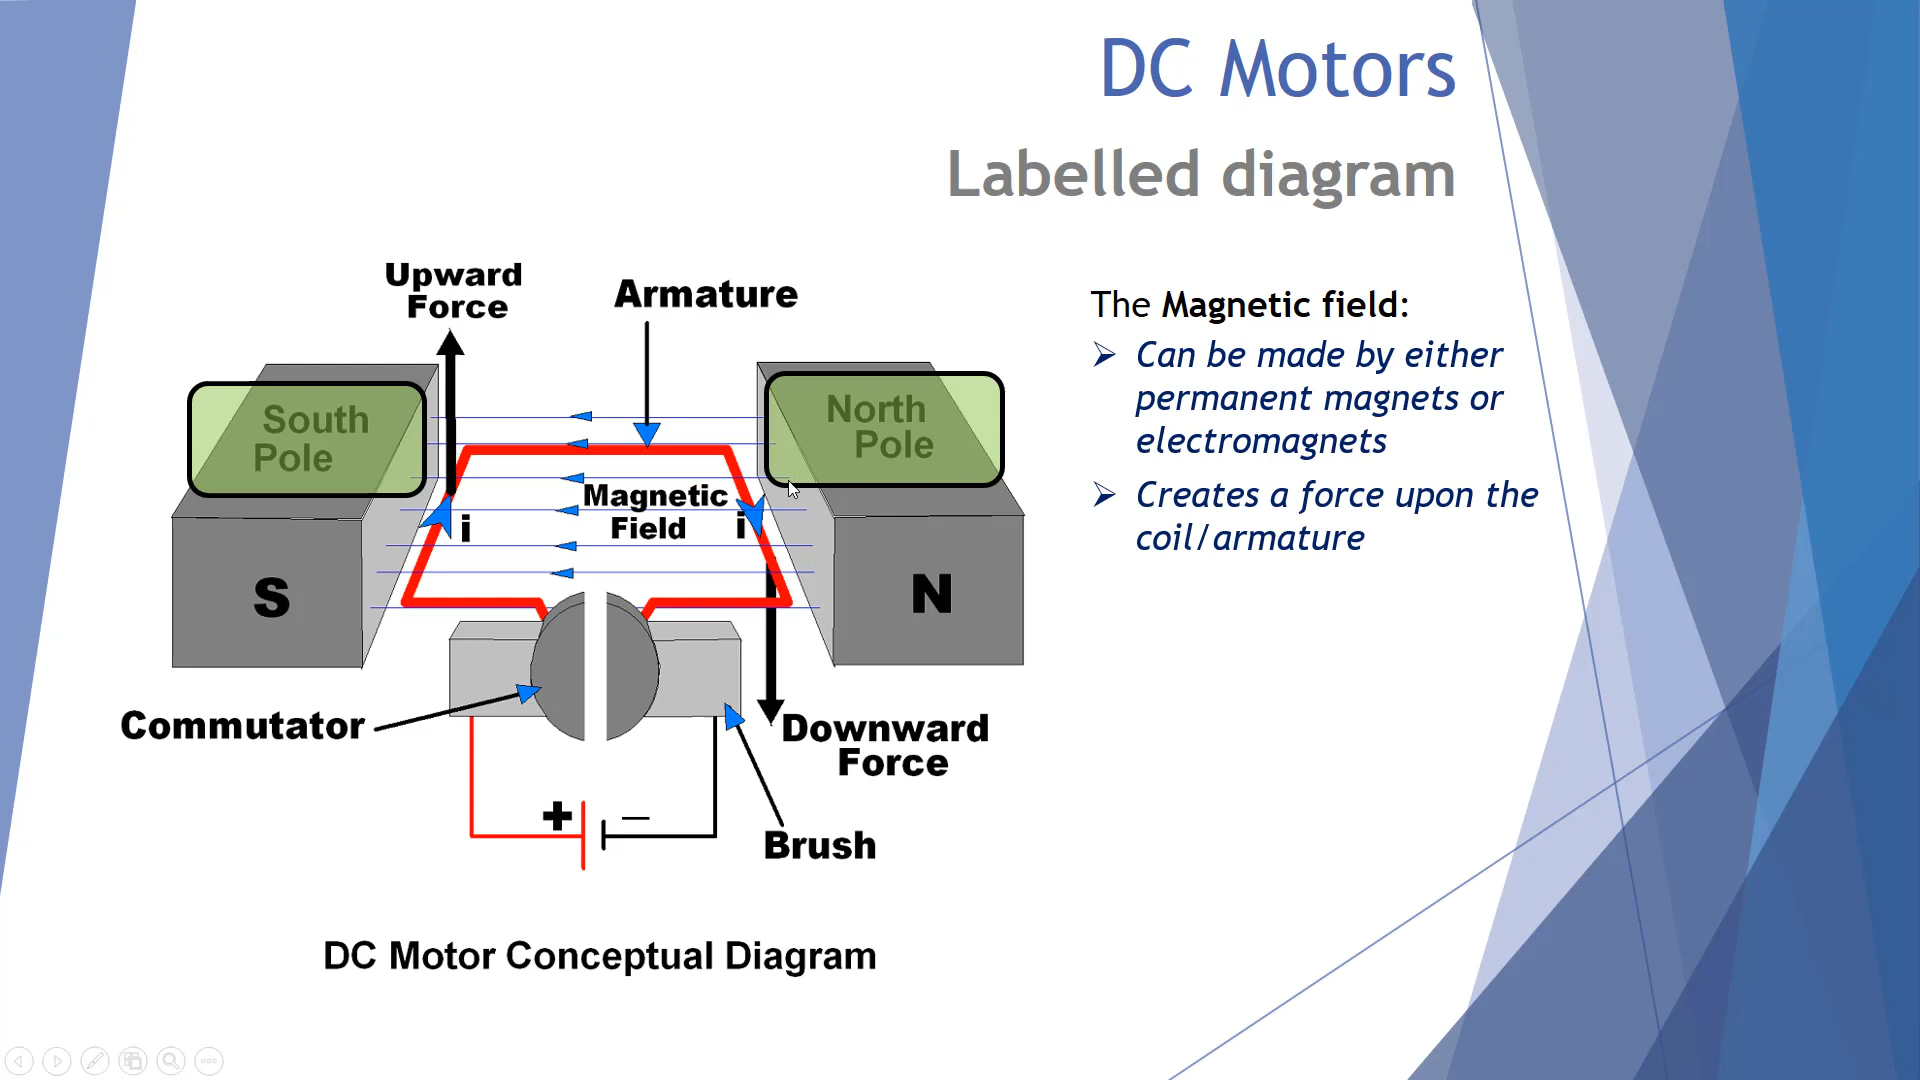 DC Motors
Labelled diagram
Upward
Force
Armature
South
Pole
North
Pole
Magnetic
Field
i
i
S
N
Commutator
Downward
Force
+
−
Brush
DC Motor Conceptual Diagram
The Magnetic field:
Can be made by either
permanent magnets or
electromagnets
Creates a force upon the
coil/armature